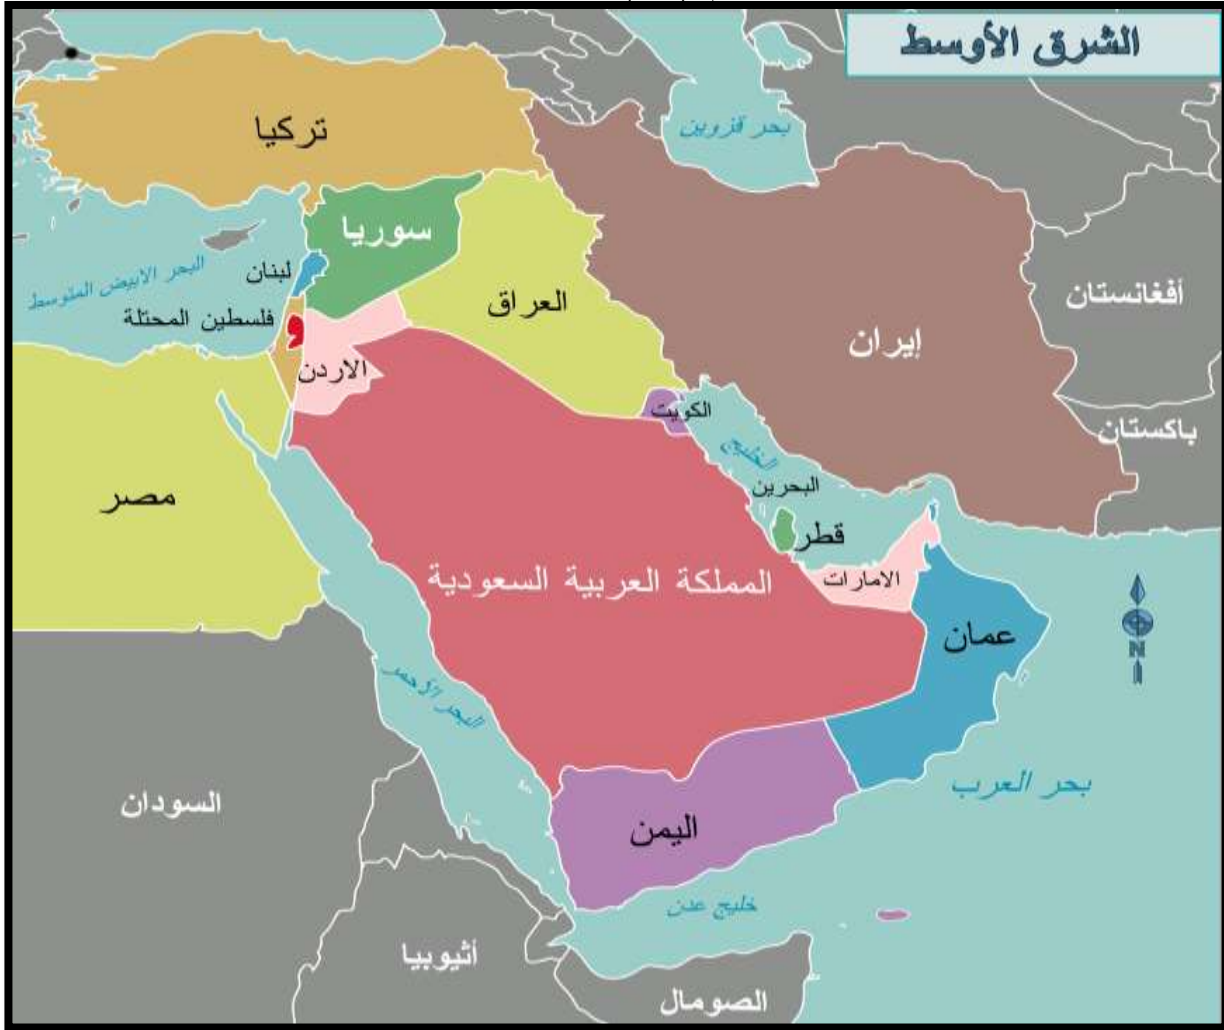 الشرق الأوسط
بحر قزوين
تركيا
سوريا
البحر الابيض المتوسط
لبنان
أفغانستان
العراق
فلسطين المحتلة
إيران
الاردن
الكويت
باكستان
الخليج
البحرين
مصر
قطر
المملكة العربية السعودية
الامارات
عمان
N
البحر الأحمر
بحر العرب
السودان
اليمن
خليج عدن
أثيوبيا
الصومال